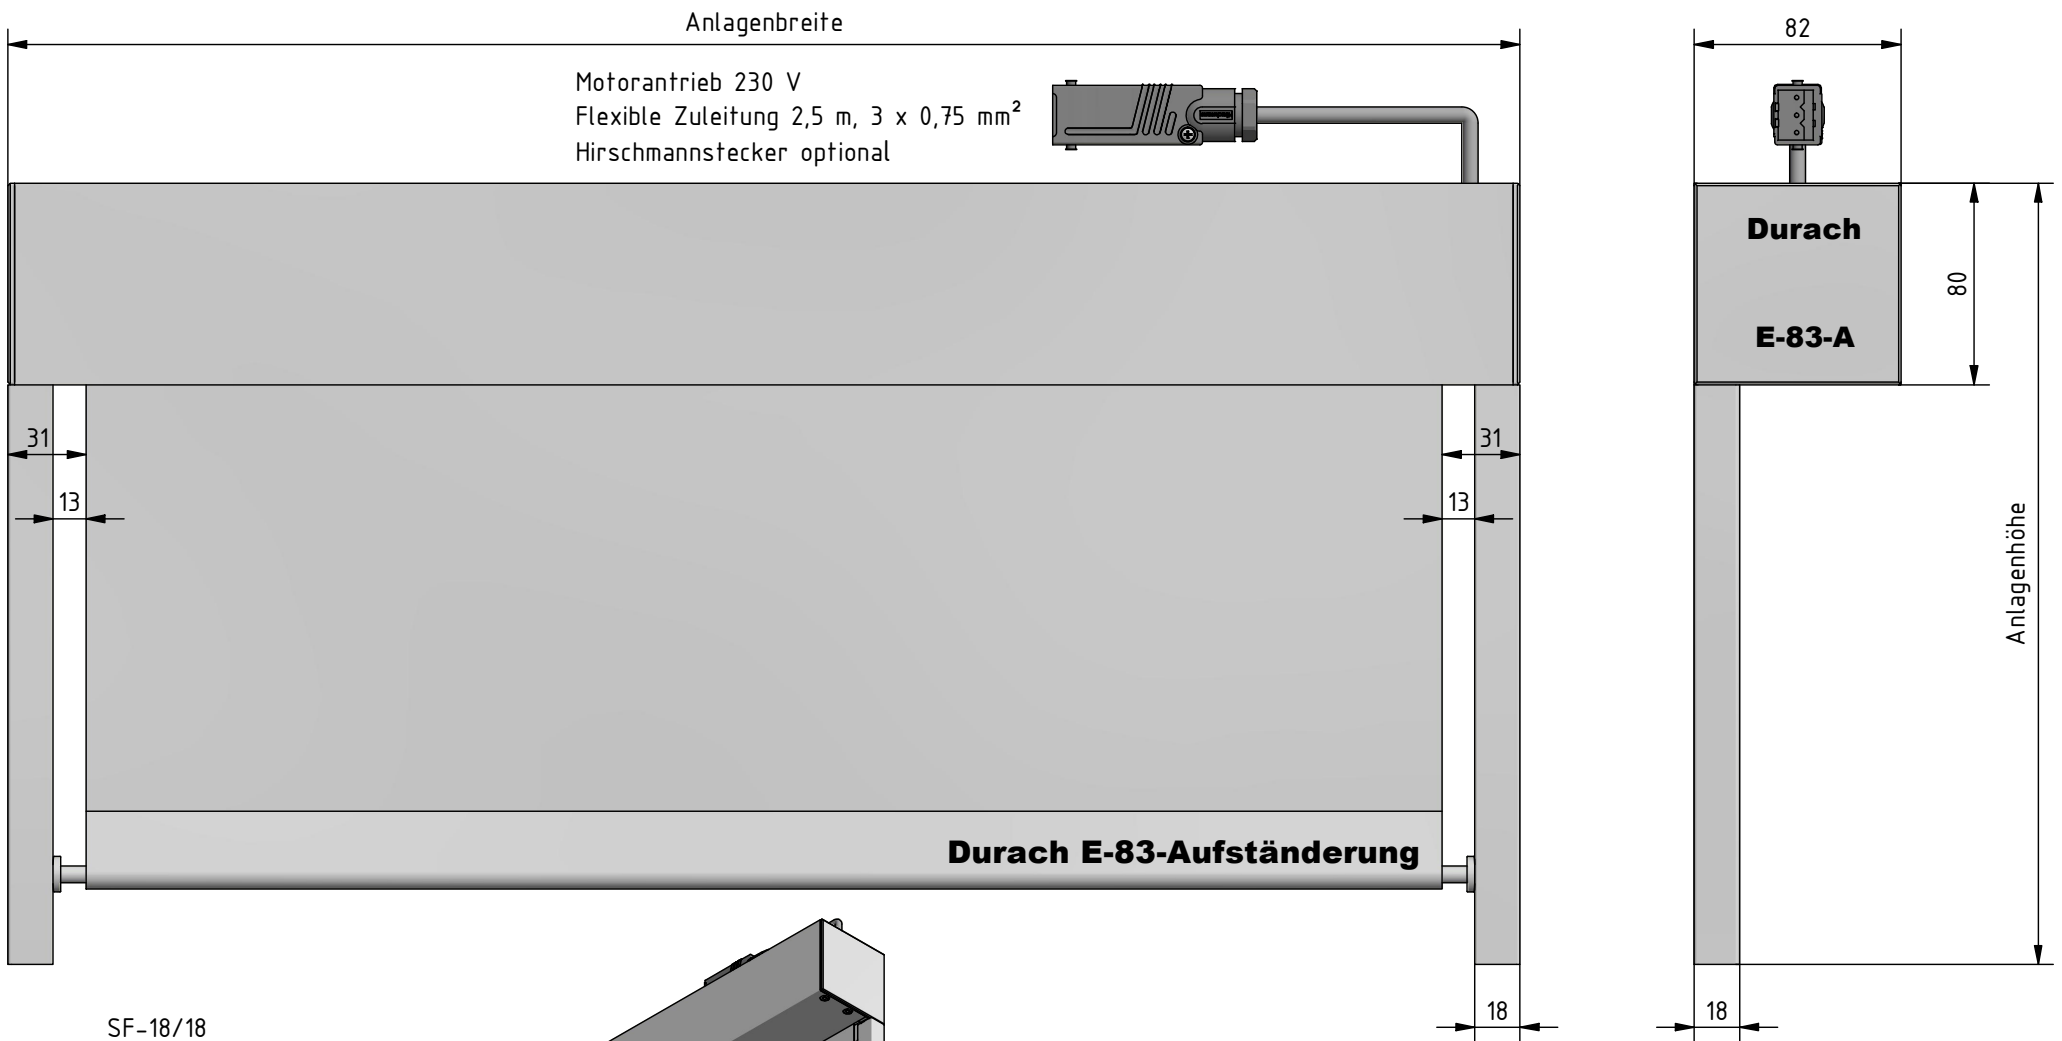 Anlagenbreite
82
Motorantrieb 230 V
Flexible Zuleitung 2,5 m, 3 x 0,75 mm²
Hirschmannstecker optional
Durach
80
E-83-A
31
31
13
13
Anlagenhöhe
Durach E-83-Aufständerung
18
18
SF-18/18